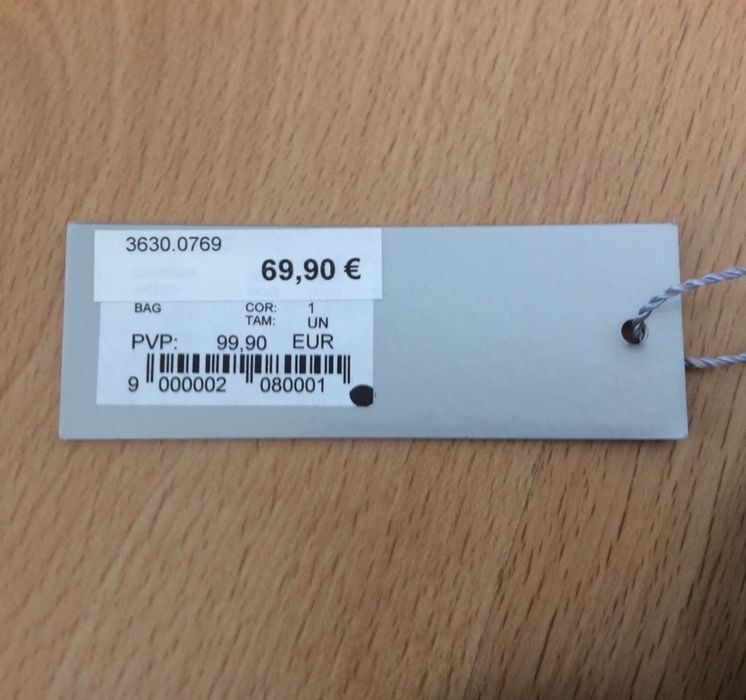 3630.0769
69,90 €
BAG COR: 1
TAM: UN
PVP: 99,90 EUR
9 000002 080001